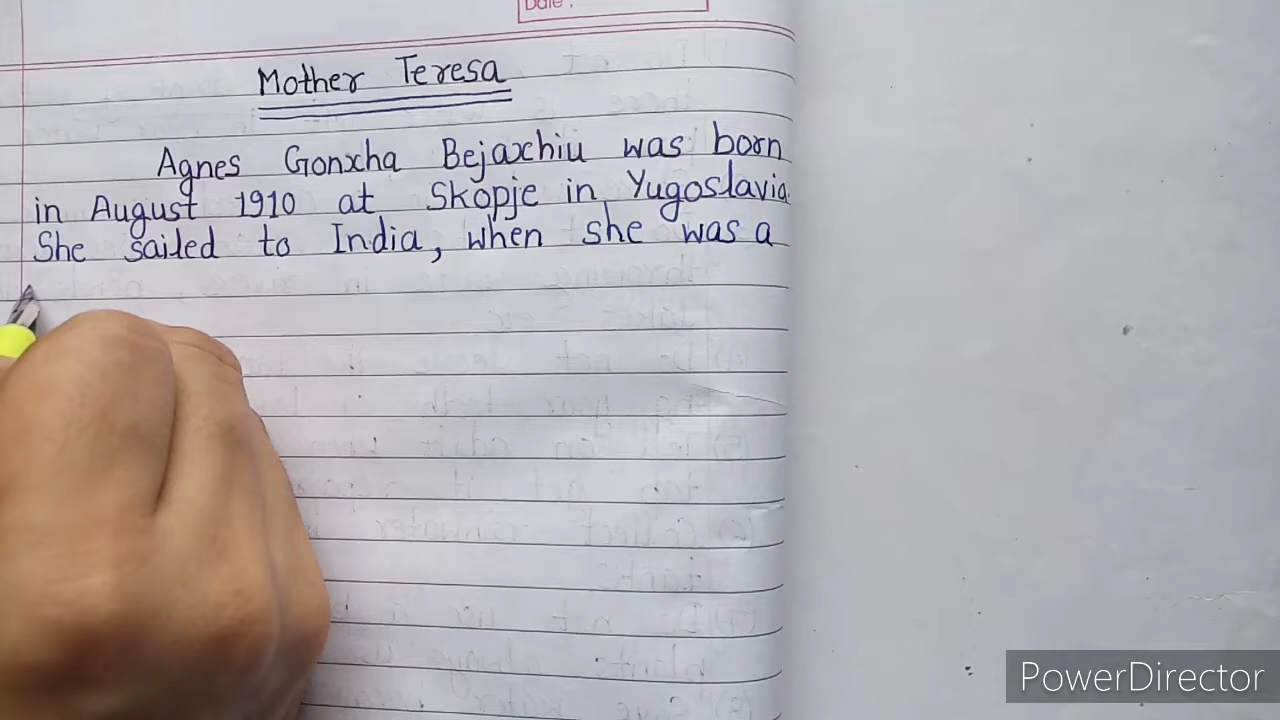 Date :
Mother Teresa
Agnes Gonxha Bejaxhiu was born
in August 1910 at Skopje in Yugoslavia.
She sailed to India, when she was a
PowerDirector